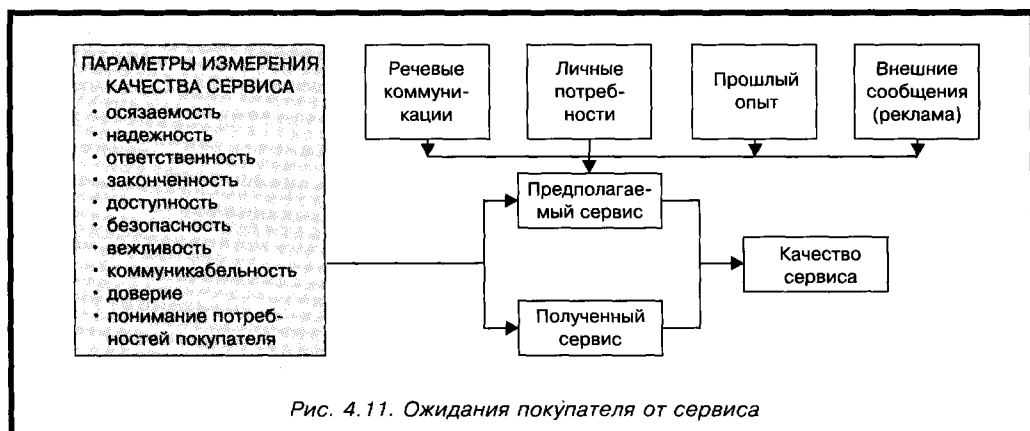 ПАРАМЕТРЫ ИЗМЕРЕНИЯ
КАЧЕСТВА СЕРВИСА
• осязаемость
• надежность
• ответственность
• законченность
• доступность
• безопасность
• вежливость
• коммуникабельность
• доверие
• понимание потреб-
ностей покупателя
Речевые
коммуни-
кации
Личные
потреб-
ности
Прошлый
опыт
Внешние
сообщения
(реклама)
Предполагае-
мый сервис
Полученный
сервис
Качество
сервиса
Рис. 4.11. Ожидания покупателя от сервиса